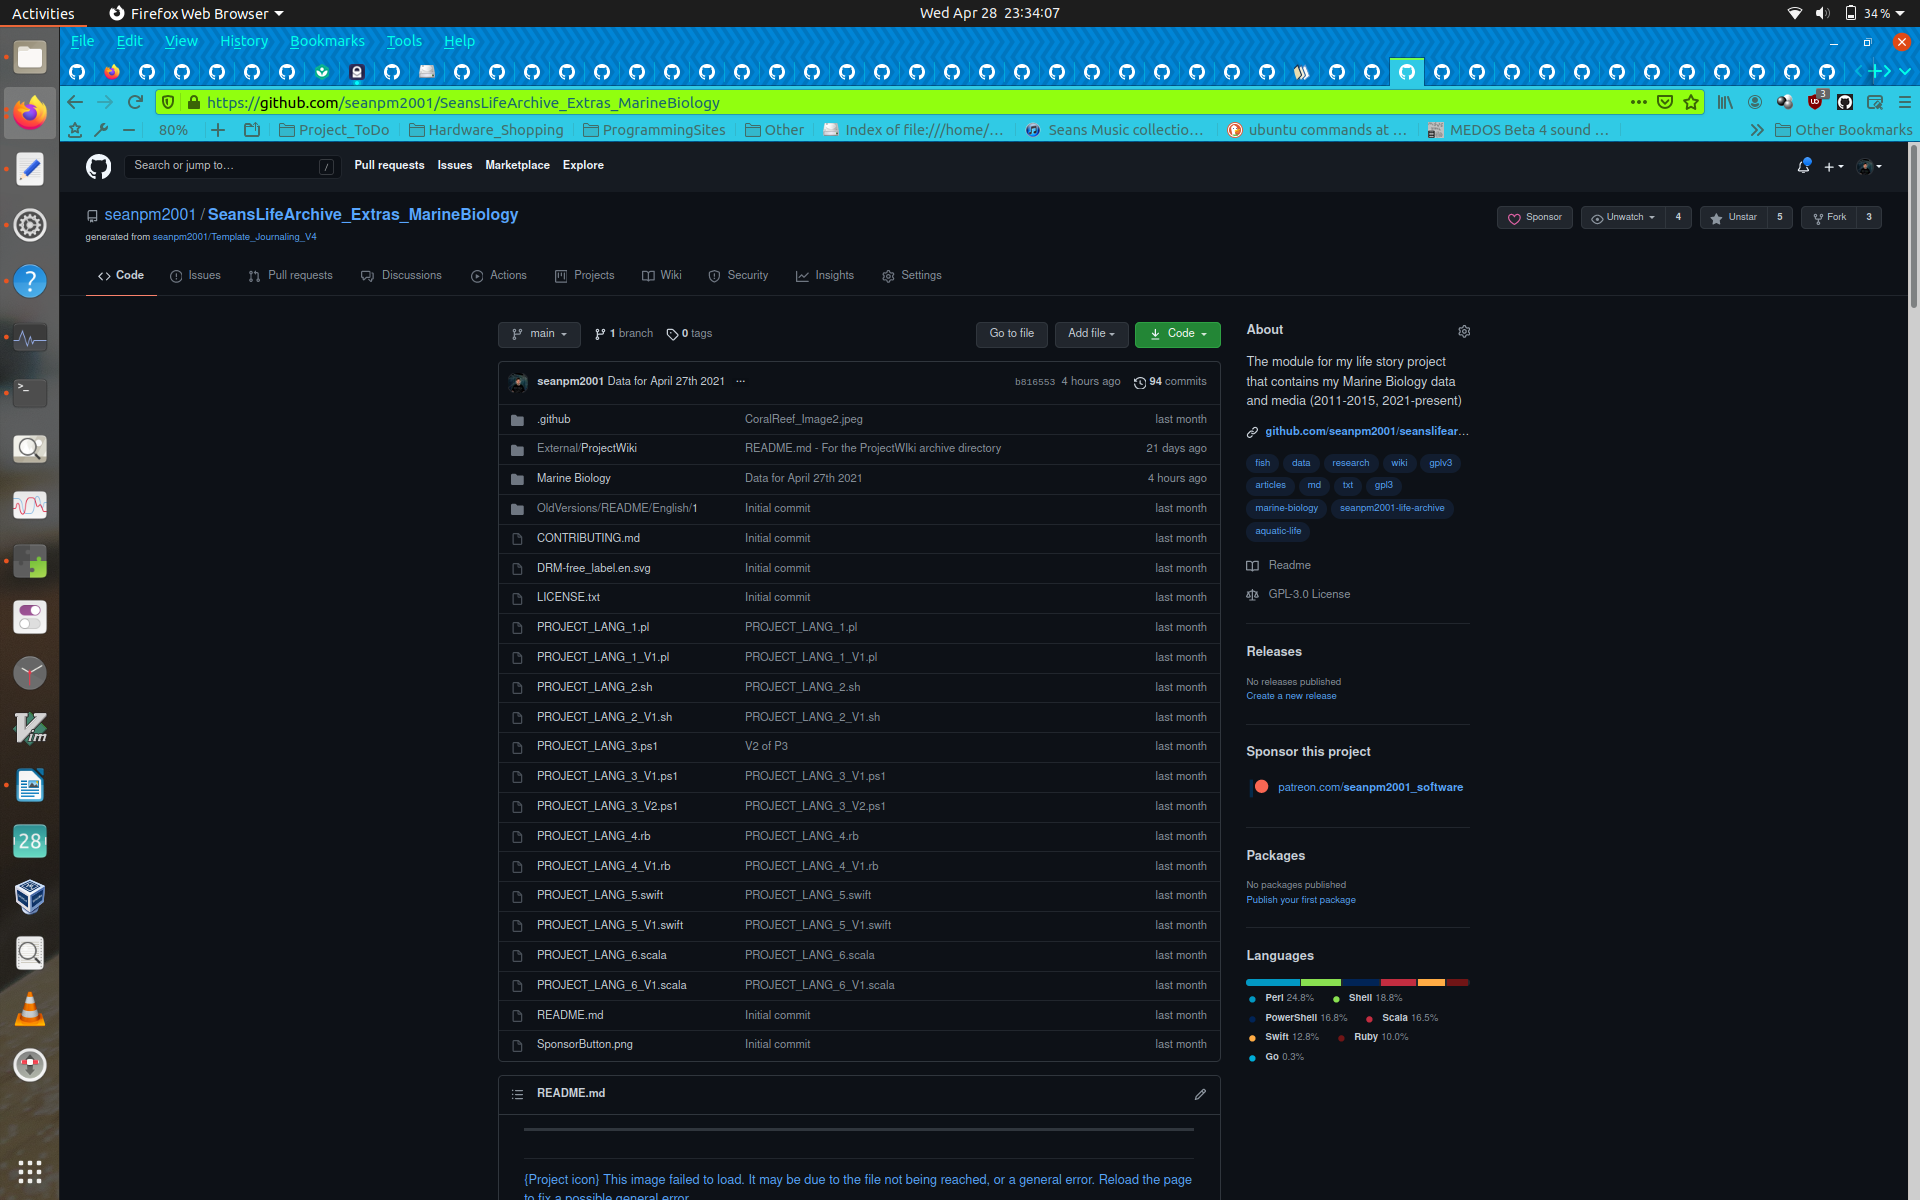 Activities Firefox Web Browser Wed Apr 28 23:34:07 34%
File Edit View History Bookmarks Tools Help
https://github.com/seanpm2001/SeansLifeArchive_Extras_MarineBiology 3
80% Project_ToDo Hardware_Shopping ProgrammingSites Other Index of file:///home/... Seans Music collectio... ubuntu commands at ... MEDOS Beta 4 sound ... Other Bookmarks
Search or jump to... / Pull requests Issues Marketplace Explore
seanpm2001 / SeansLifeArchive_Extras_MarineBiology Sponsor Unwatch 4 Unstar 5 Fork 3
generated from seanpm2001/Template_Journaling_V4
Code Issues Pull requests Discussions Actions Projects Wiki Security Insights Settings
main 1 branch 0 tags Go to file Add file Code
seanpm2001 Data for April 27th 2021 ... b816553 4 hours ago 94 commits
.github CoralReef_Image2.jpeg last month
External/ProjectWiki README.md - For the ProjectWIki archive directory 21 days ago
Marine Biology Data for April 27th 2021 4 hours ago
OldVersions/README/English/1 Initial commit last month
CONTRIBUTING.md Initial commit last month
DRM-free_label.en.svg Initial commit last month
LICENSE.txt Initial commit last month
PROJECT_LANG_1.pl PROJECT_LANG_1.pl last month
PROJECT_LANG_1_V1.pl PROJECT_LANG_1_V1.pl last month
PROJECT_LANG_2.sh PROJECT_LANG_2.sh last month
PROJECT_LANG_2_V1.sh PROJECT_LANG_2_V1.sh last month
PROJECT_LANG_3.ps1 V2 of P3 last month
PROJECT_LANG_3_V1.ps1 PROJECT_LANG_3_V1.ps1 last month
PROJECT_LANG_3_V2.ps1 PROJECT_LANG_3_V2.ps1 last month
PROJECT_LANG_4.rb PROJECT_LANG_4.rb last month
PROJECT_LANG_4_V1.rb PROJECT_LANG_4_V1.rb last month
PROJECT_LANG_5.swift PROJECT_LANG_5.swift last month
PROJECT_LANG_5_V1.swift PROJECT_LANG_5_V1.swift last month
PROJECT_LANG_6.scala PROJECT_LANG_6.scala last month
PROJECT_LANG_6_V1.scala PROJECT_LANG_6_V1.scala last month
README.md Initial commit last month
SponsorButton.png Initial commit last month
README.md
{Project icon} This image failed to load. It may be due to the file not being reached, or a general error. Reload the page
to fix a possible general error.
About
The module for my life story project
that contains my Marine Biology data
and media (2011-2015, 2021-present)
github.com/seanpm2001/seanslifear...
fish data research wiki gplv3
articles md txt gpl3
marine-biology seanpm2001-life-archive
aquatic-life
Readme
GPL-3.0 License
Releases
No releases published
Create a new release
Sponsor this project
patreon.com/seanpm2001_software
Packages
No packages published
Publish your first package
Languages
Perl 24.8% Shell 18.8%
PowerShell 16.8% Scala 16.5%
Swift 12.8% Ruby 10.0%
Go 0.3%
28